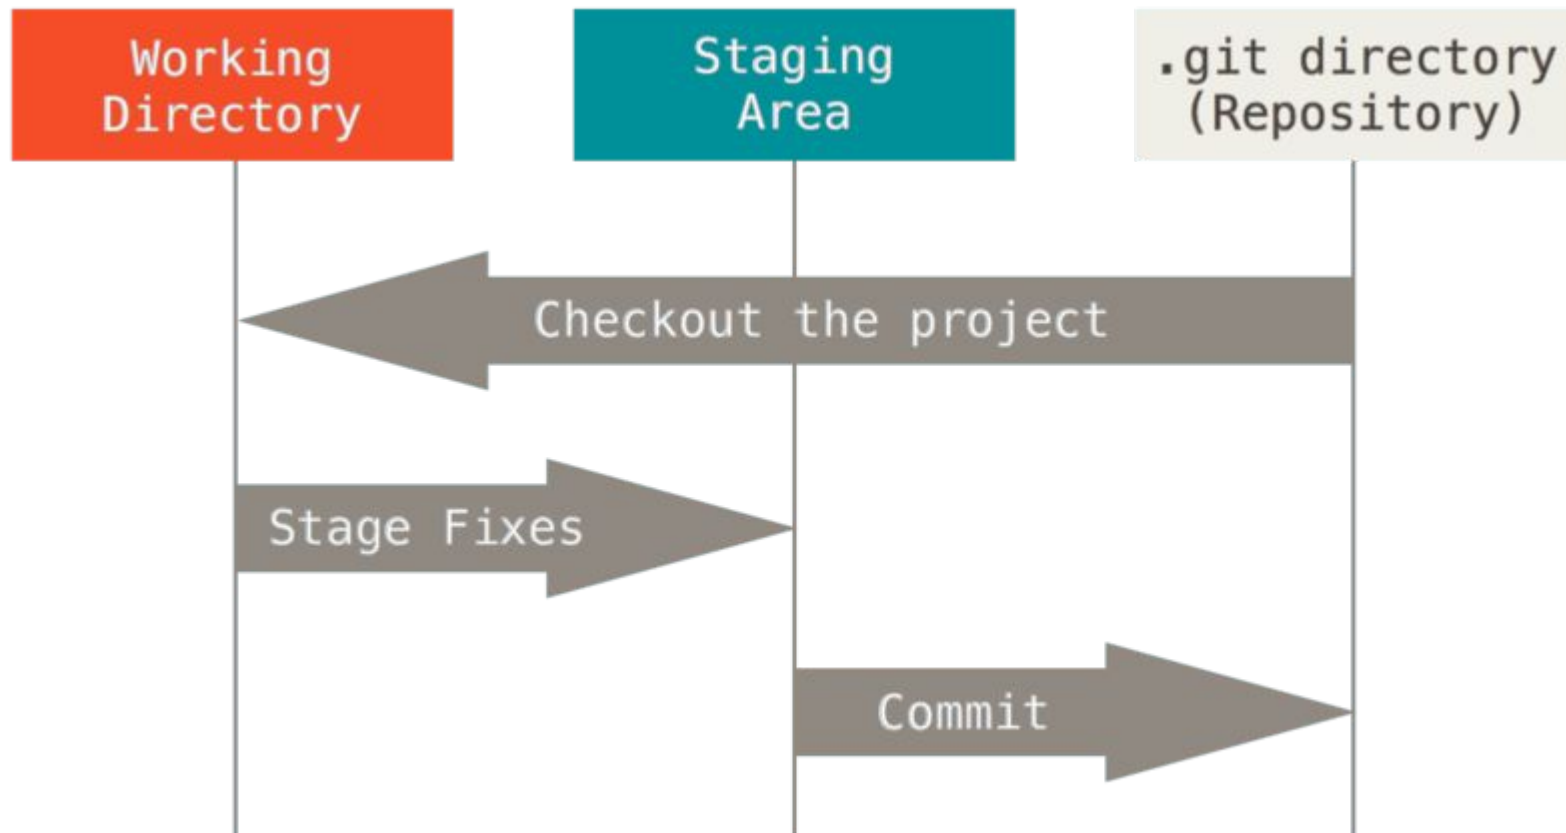 Working
Directory
Staging
Area
.git directory
(Repository)
Checkout the project
Stage Fixes
Commit